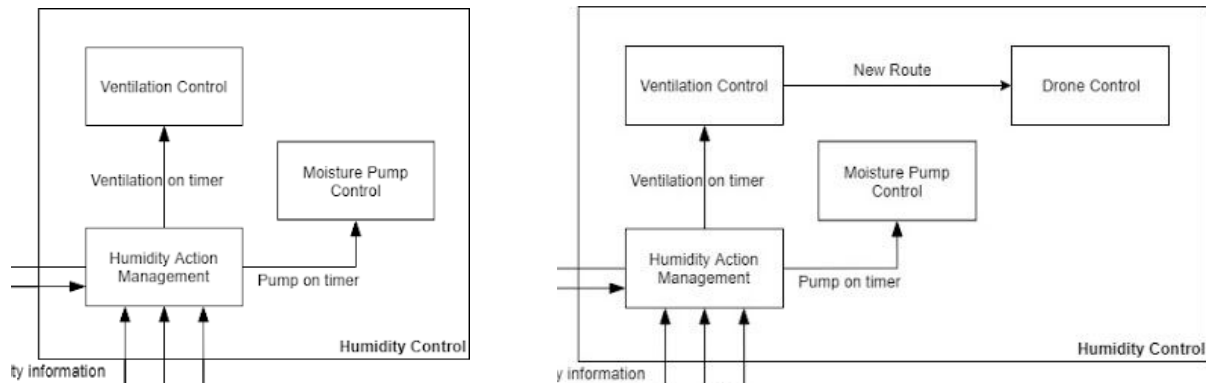 Ventilation Control
Ventilation on timer
Moisture Pump
Control
Humidity Action
Management
Pump on timer
Humidity Control
ty information
Ventilation Control
New Route
Drone Control
Ventilation on timer
Moisture Pump
Control
Humidity Action
Management
Pump on timer
Humidity Control
y information